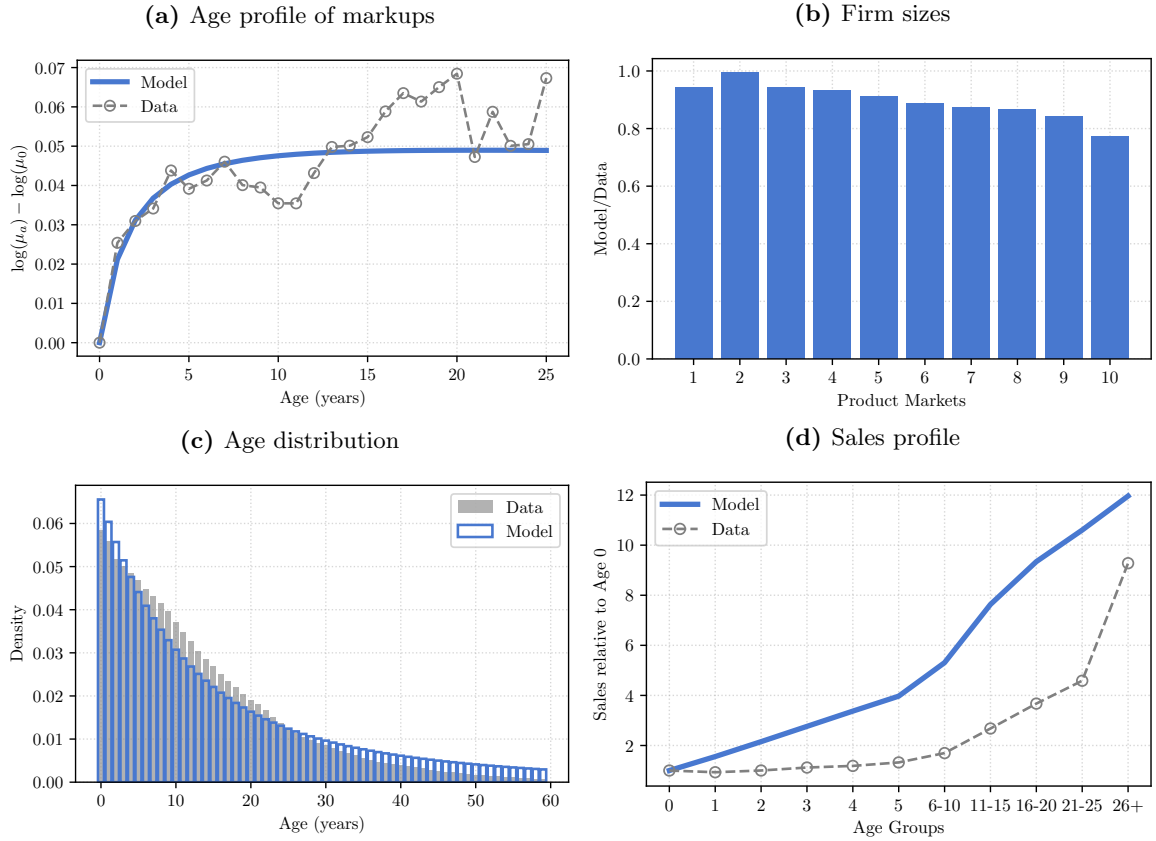 (a) Age profile of markups
0.07
0.06
0.05
0.04
0.03
0.02
0.01
0.00
log(μa) − log(μ0)
Model
Data
0 5 10 15 20 25
Age (years)
(b) Firm sizes
1.0
0.8
0.6
0.4
0.2
0.0
Model/Data
1 2 3 4 5 6 7 8 9 10
Product Markets
(c) Age distribution
0.06
0.05
0.04
0.03
0.02
0.01
0.00
Density
Data
Model
0 10 20 30 40 50 60
Age (years)
(d) Sales profile
12
10
8
6
4
2
Sales relative to Age 0
Model
Data
0 1 2 3 4 5 6-10 11-15 16-20 21-25 26+
Age Groups